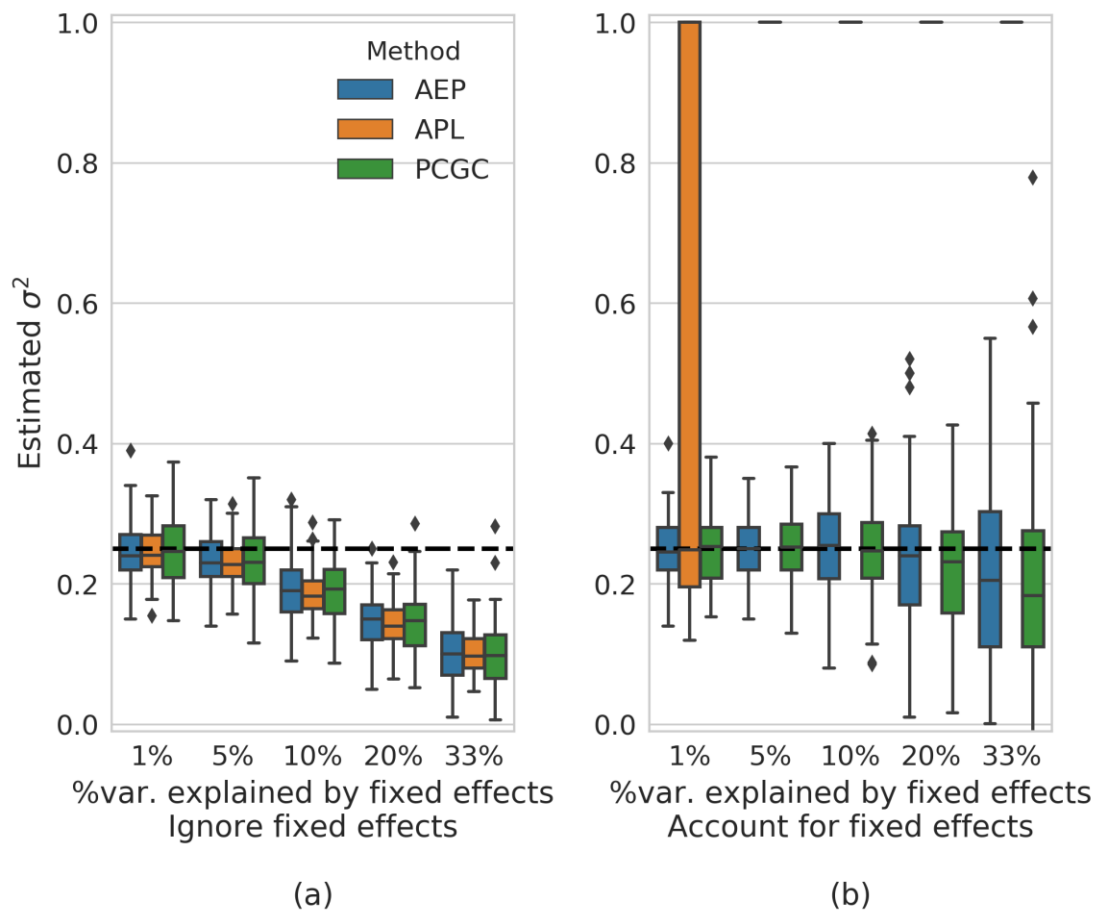 Estimated σ²
1.0
0.8
0.6
0.4
0.2
0.0
Method
AEP
APL
PCGC
1% 5% 10% 20% 33%
%var. explained by fixed effects
Ignore fixed effects
(a)
1.0
0.8
0.6
0.4
0.2
0.0
1% 5% 10% 20% 33%
%var. explained by fixed effects
Account for fixed effects
(b)